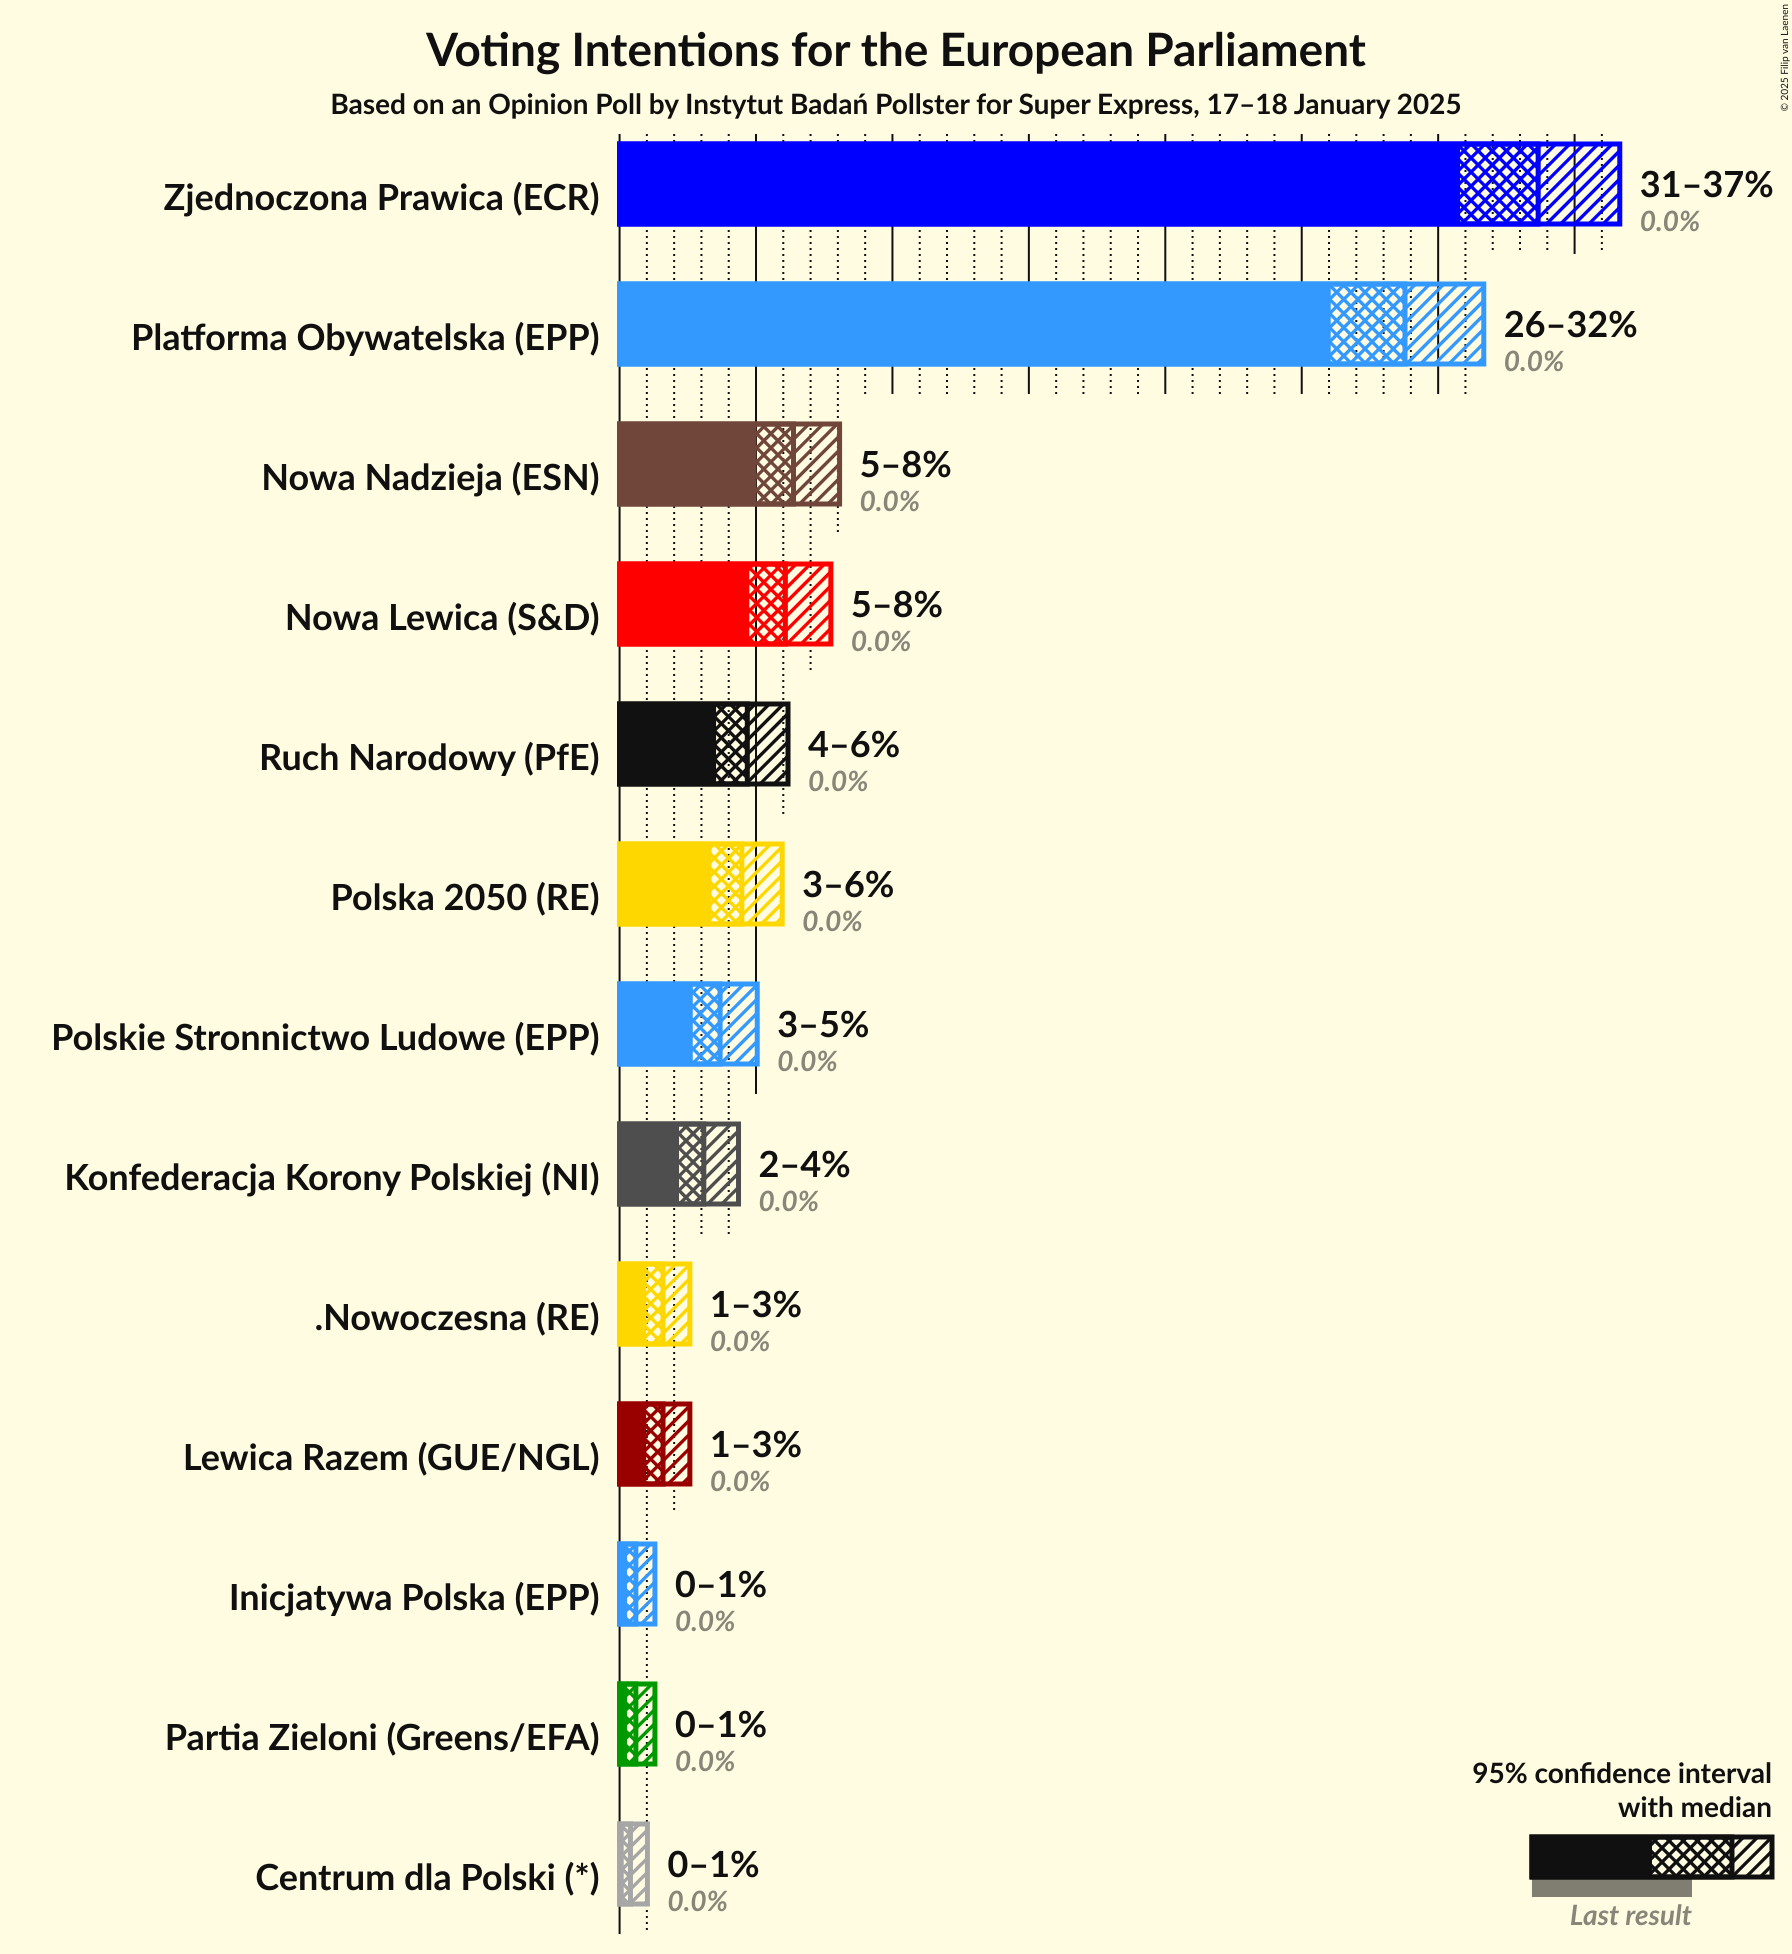 Voting Intentions for the European Parliament
Based on an Opinion Poll by Instytut Badań Pollster for Super Express, 17–18 January 2025
© 2025 Filip van Laenen
Zjednoczona Prawica (ECR)
31–37%
0.0%
Platforma Obywatelska (EPP)
26–32%
0.0%
Nowa Nadzieja (ESN)
5–8%
0.0%
Nowa Lewica (S&D)
5–8%
0.0%
Ruch Narodowy (PfE)
4–6%
0.0%
Polska 2050 (RE)
3–6%
0.0%
Polskie Stronnictwo Ludowe (EPP)
3–5%
0.0%
Konfederacja Korony Polskiej (NI)
2–4%
0.0%
.Nowoczesna (RE)
1–3%
0.0%
Lewica Razem (GUE/NGL)
1–3%
0.0%
Inicjatywa Polska (EPP)
0–1%
0.0%
Partia Zieloni (Greens/EFA)
0–1%
0.0%
Centrum dla Polski (*)
0–1%
0.0%
95% confidence interval
with median
Last result